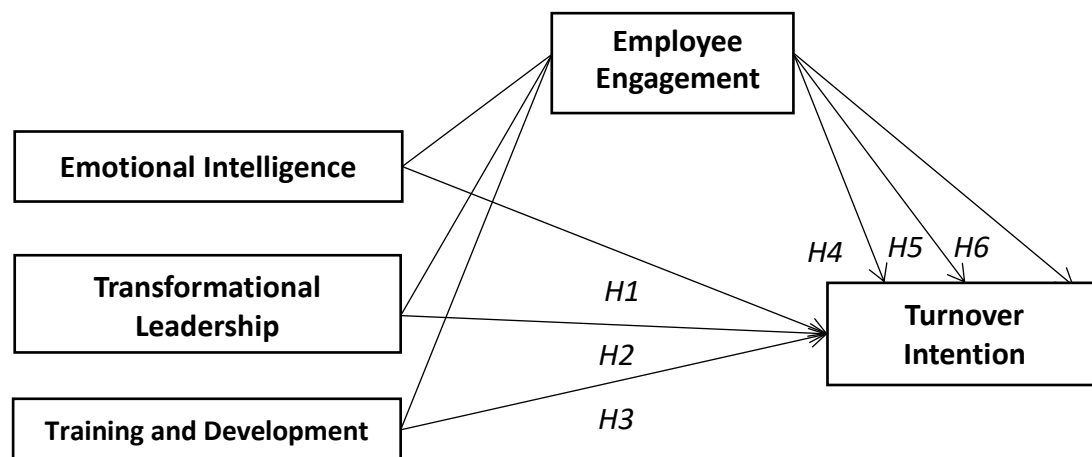 Employee
Engagement
Emotional Intelligence
H4
H5
H6
Transformational
Leadership
H1
Turnover
Intention
H2
Training and Development
H3